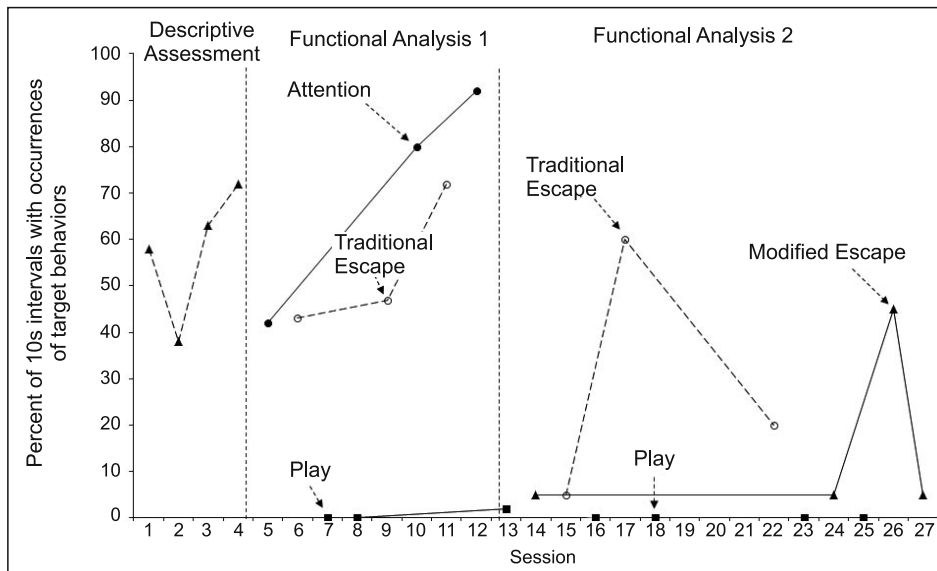 Descriptive
Assessment
Functional Analysis 1
Functional Analysis 2
Percent of 10s intervals with occurrences
of target behaviors
100
90
80
70
60
50
40
30
20
10
0
Attention
Traditional
Escape
Play
Traditional
Escape
Modified Escape
Play
1 2 3 4 5 6 7 8 9 10 11 12 13 14 15 16 17 18 19 20 21 22 23 24 25 26 27
Session